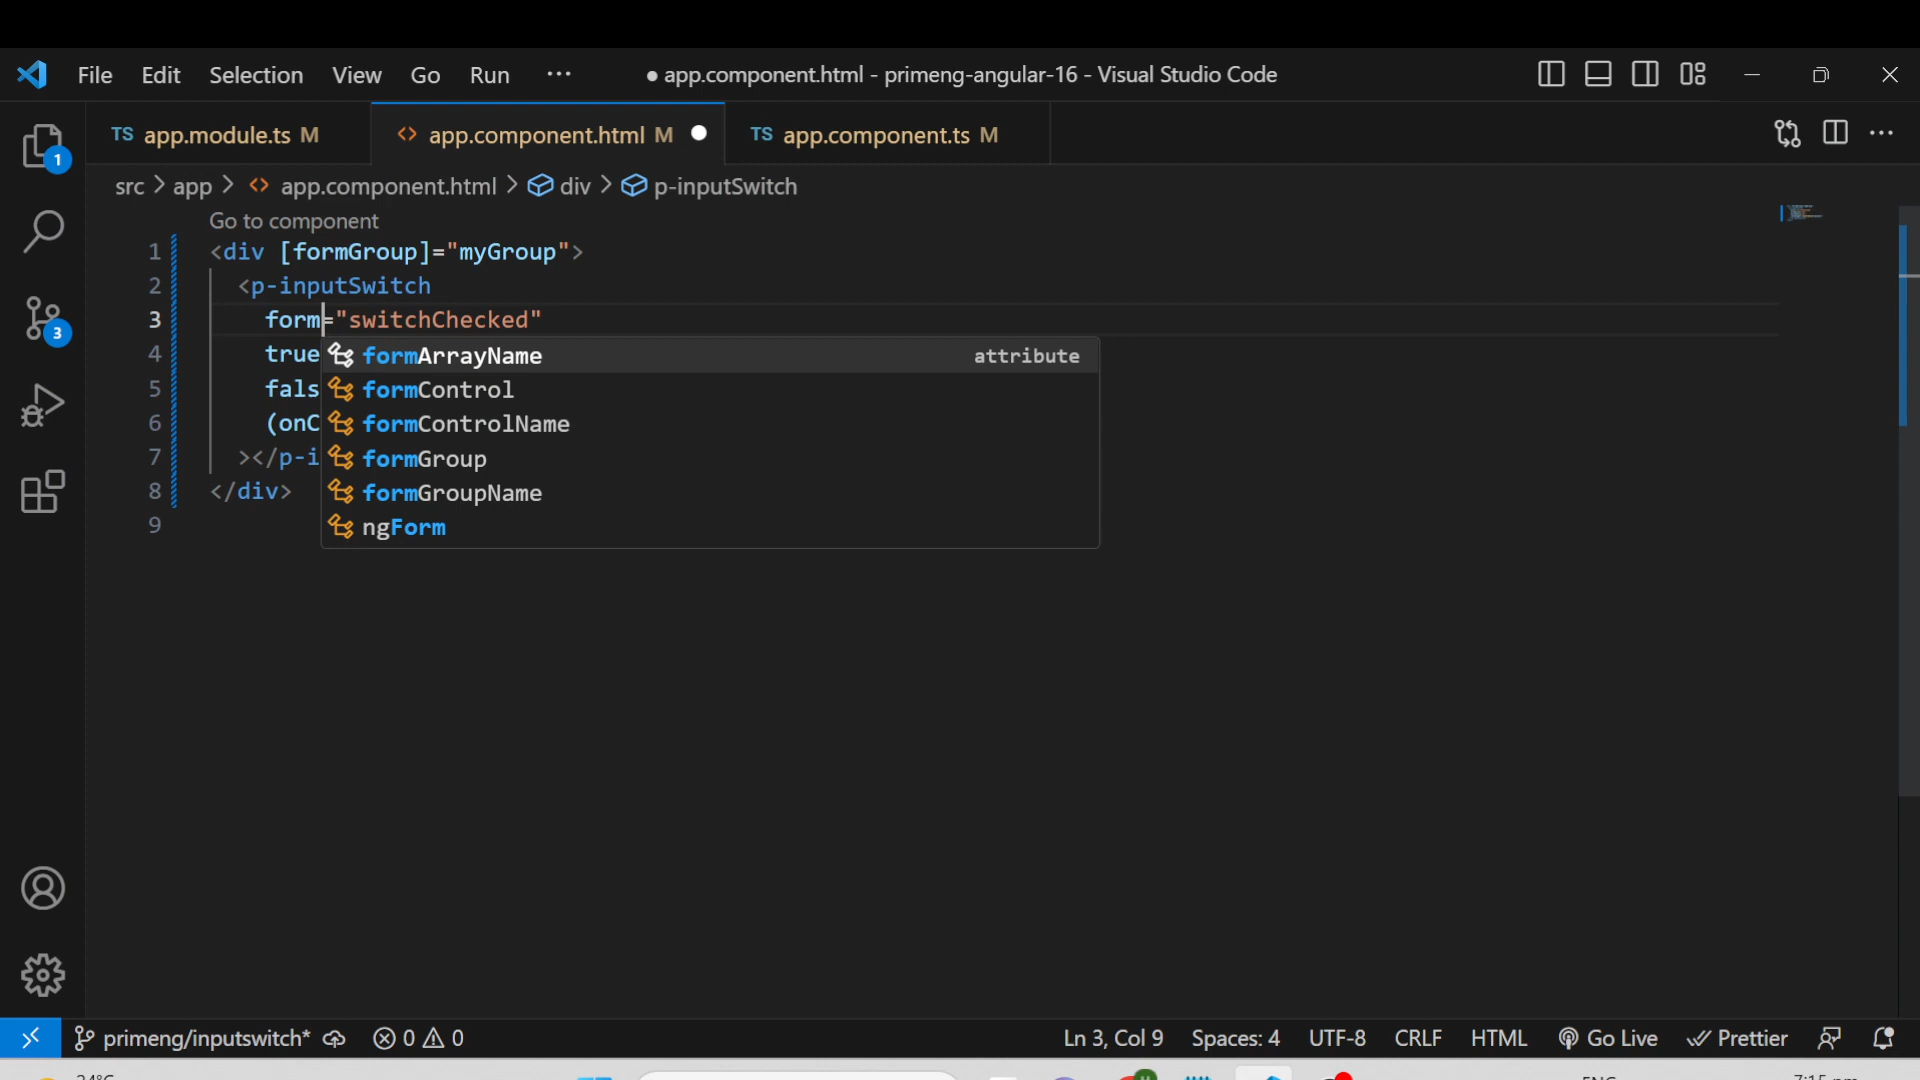 File Edit Selection View Go Run ··· ● app.component.html - primeng-angular-16 - Visual Studio Code
TS app.module.ts M <> app.component.html M ● TS app.component.ts M ···
1
src > app > <> app.component.html > div > p-inputSwitch
Go to component
1 <div [formGroup]="myGroup">
2 <p-inputSwitch
3 form="switchChecked"
4 true formArrayName attribute
5 fals formControl
6 (onC formControlName
7 ></p-i formGroup
8 </div> formGroupName
9 ngForm
3
primeng/inputswitch* 0 0 Ln 3, Col 9 Spaces: 4 UTF-8 CRLF HTML Go Live Prettier